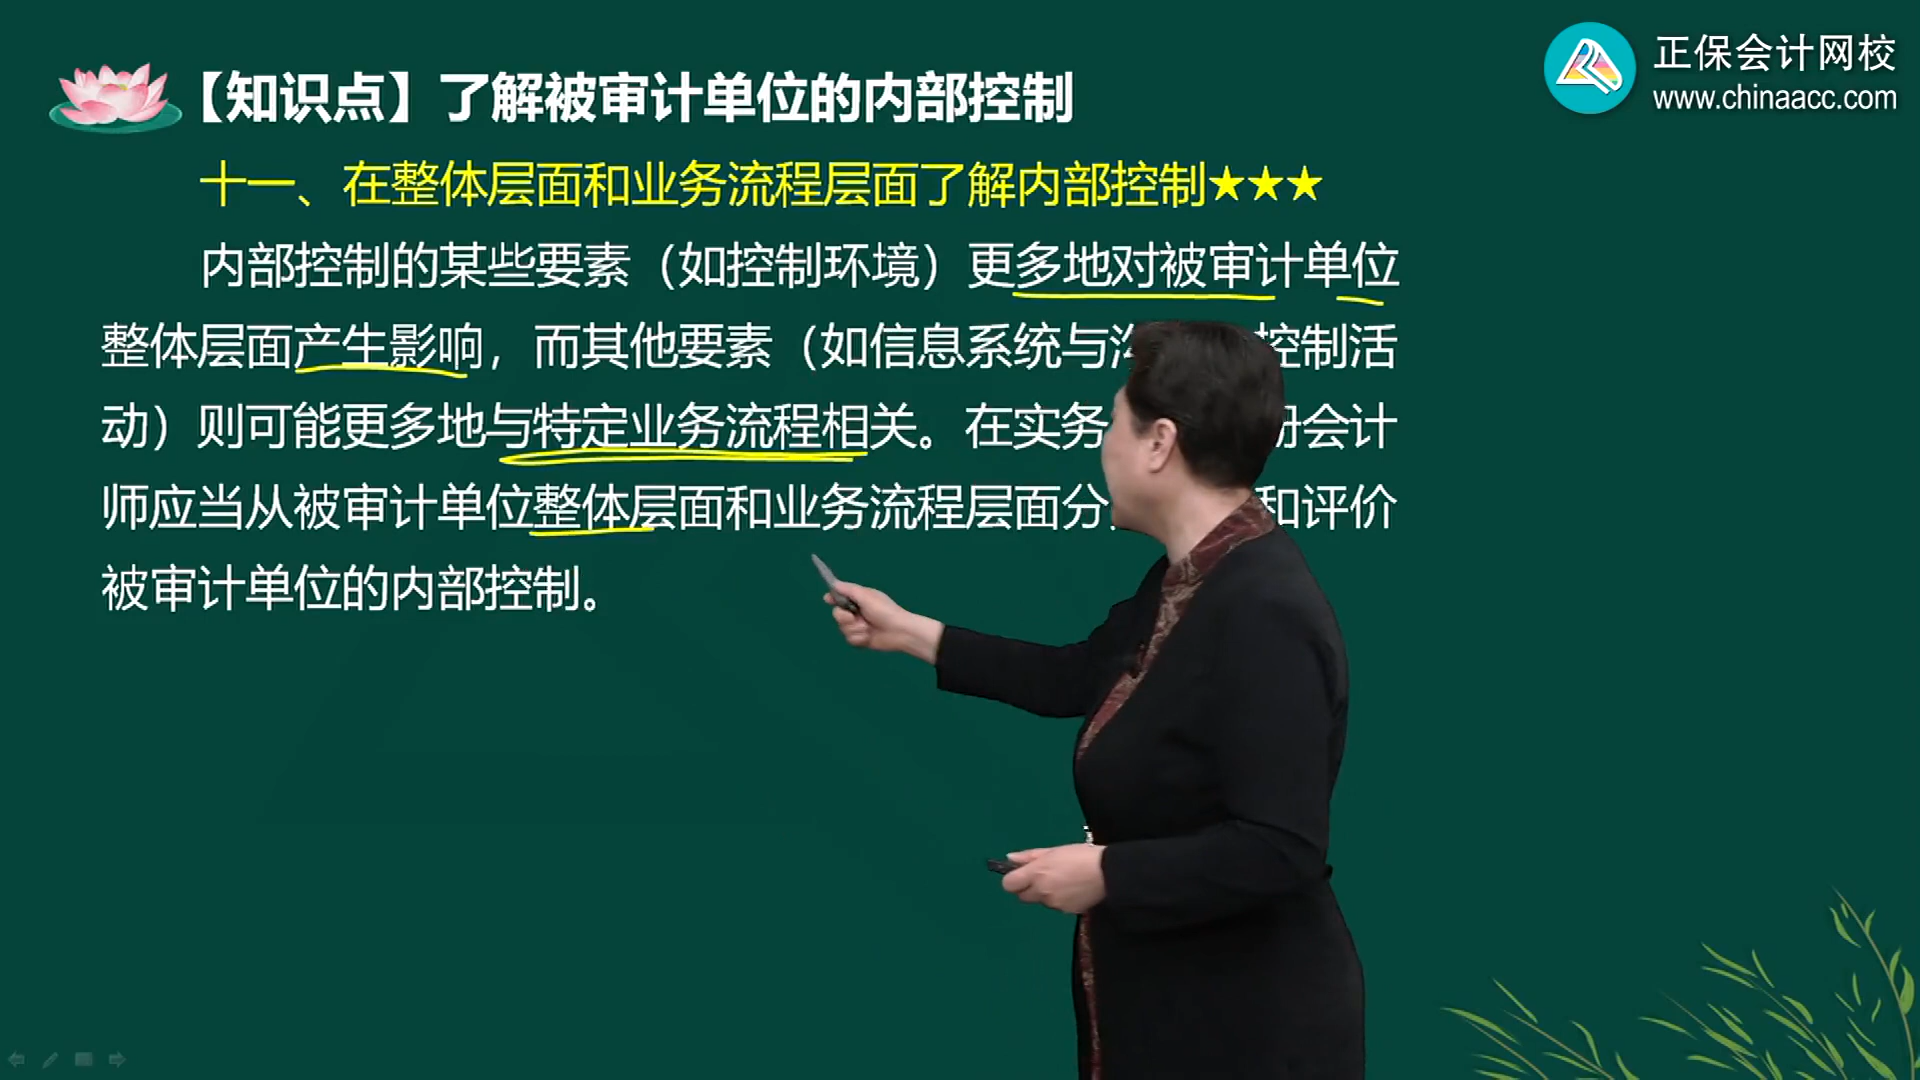 【知识点】了解被审计单位的内部控制
正保会计网校
www.chinaacc.com
十一、在整体层面和业务流程层面了解内部控制★★★
内部控制的某些要素（如控制环境）更多地对被审计单位
整体层面产生影响，而其他要素（如信息系统与 控制活
动）则可能更多地与特定业务流程相关。在实务 会计
师应当从被审计单位整体层面和业务流程层面分 和评价
被审计单位的内部控制。